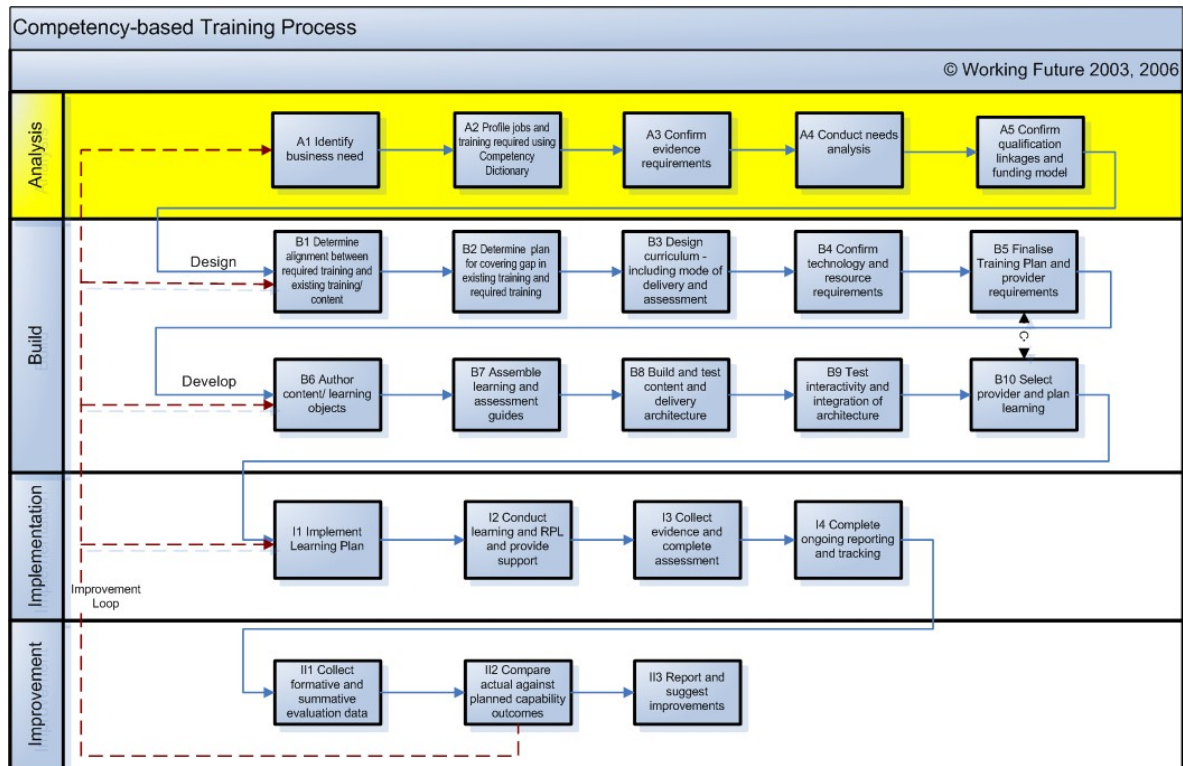 Competency-based Training Process
© Working Future 2003, 2006
Analysis
A1 Identify
business need
A2 Profile jobs and
training required using
Competency
Dictionary
A3 Confirm
evidence
requirements
A4 Conduct needs
analysis
A5 Confirm
qualification
linkages and
funding model
Build
Design
B1 Determine
alignment between
required training and
existing training/
content
B2 Determine plan
for covering gap in
existing training and
required training
B3 Design
curriculum -
including mode of
delivery and
assessment
B4 Confirm
technology and
resource
requirements
B5 Finalise
Training Plan and
provider
requirements
Develop
B6 Author
content/ learning
objects
B7 Assemble
learning and
assessment
guides
B8 Build and test
content and
delivery
architecture
B9 Test
interactivity and
integration of
architecture
B10 Select
provider and plan
learning
Implementation
I1 Implement
Learning Plan
I2 Conduct
learning and RPL
and provide
support
I3 Collect
evidence and
complete
assessment
I4 Complete
ongoing reporting
and tracking
Improvement
Loop
Improvement
II1 Collect
formative and
summative
evaluation data
II2 Compare
actual against
planned capability
outcomes
II3 Report and
suggest
improvements